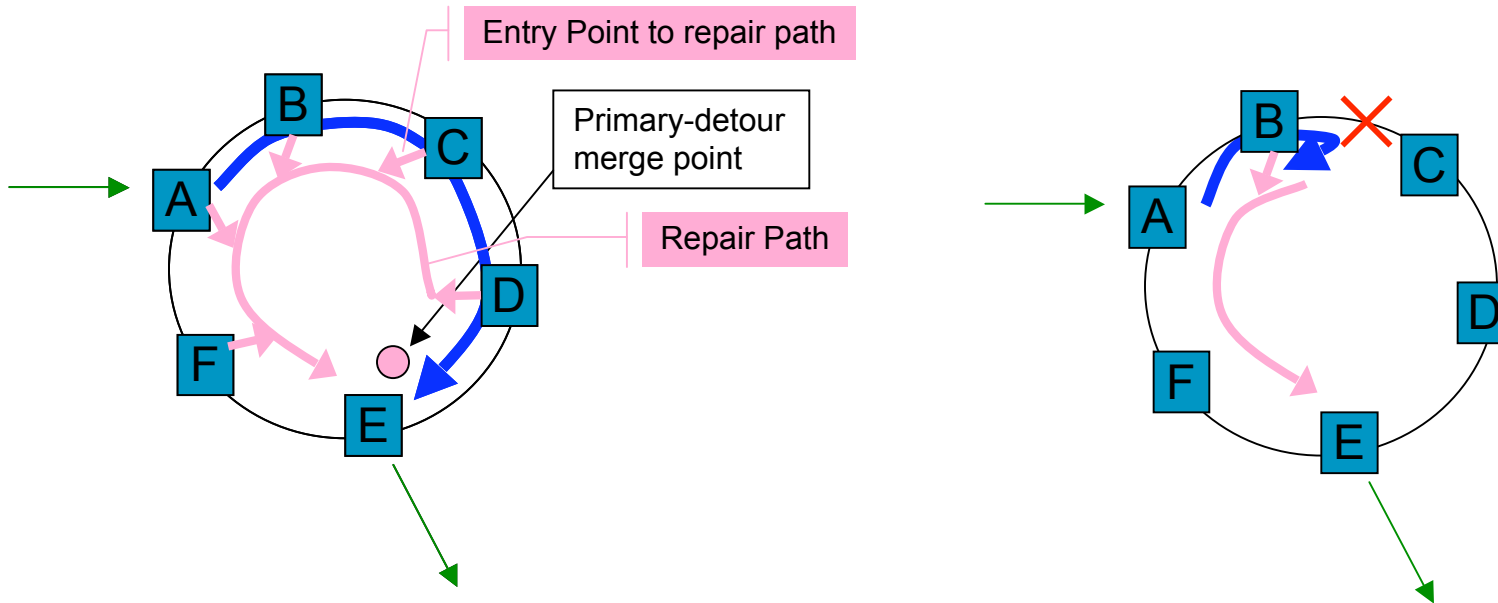 Entry Point to repair path
Primary-detour
merge point
Repair Path
A
B
C
D
E
F
A
B
C
D
E
F